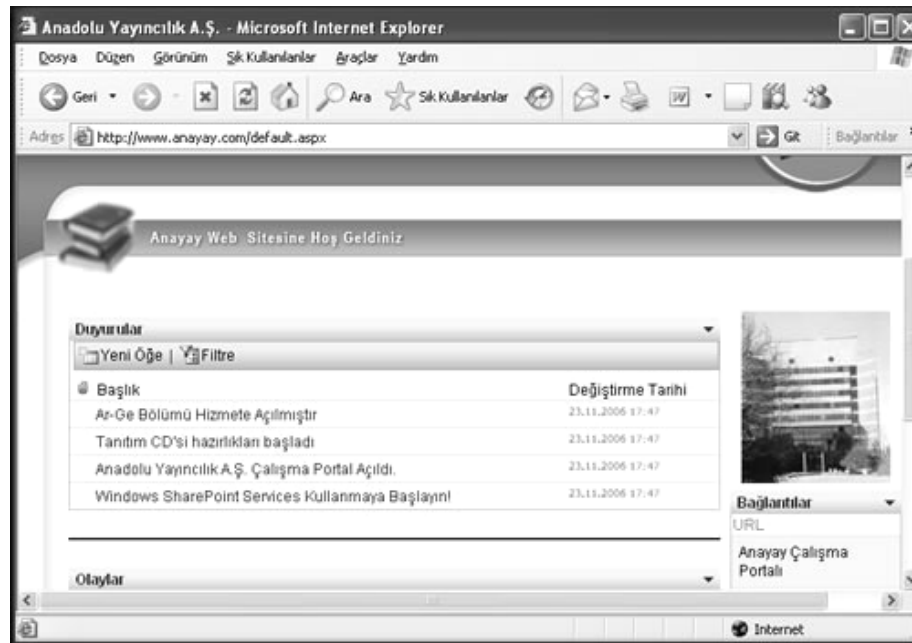 Anadolu Yayıncılık A.Ş. - Microsoft Internet Explorer
Dosya Düzen Görünüm Sık Kullanılanlar Araçlar Yardım
Geri Ara Sık Kullanılanlar
Adres http://www.anayay.com/default.aspx Git Bağlantılar
Anayay Web Sitesine Hoş Geldiniz
Duyurular
Yeni Öğe | Filtre
Başlık Değiştirme Tarihi
Ar-Ge Bölümü Hizmete Açılmıştır 23.11.2006 17:47
Tanıtım CD'si hazırlıkları başladı 23.11.2006 17:47
Anadolu Yayıncılık A.Ş. Çalışma Portal Açıldı. 23.11.2006 17:47
Windows SharePoint Services Kullanmaya Başlayın! 23.11.2006 17:47
Bağlantılar
URL
Anayay Çalışma
Portalı
Olaylar
Internet